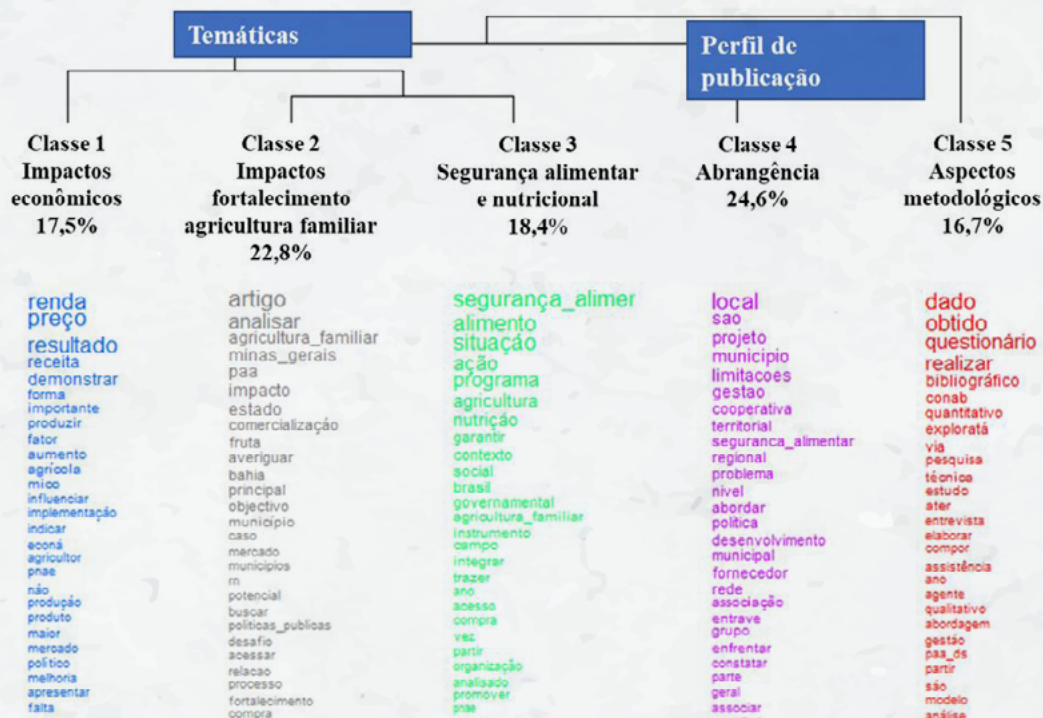 Temáticas
Perfil de
publicação
Classe 1
Impactos
econômicos
17,5%
Classe 2
Impactos
fortalecimento
agricultura familiar
22,8%
Classe 3
Segurança alimentar
e nutricional
18,4%
Classe 4
Abrangência
24,6%
Classe 5
Aspectos
metodológicos
16,7%
renda
preço
resultado
receita
demonstrar
forma
importante
produzir
fator
aumento
agrícola
mico
influenciar
implementação
indicar
econá
agricultor
pnae
não
produção
produto
maior
mercado
político
melhoria
apresentar
falta
artigo
analisar
agricultura_familiar
minas_gerais
paa
impacto
estado
comercialização
fruta
averiguar
bahia
principal
objectivo
município
caso
mercado
municípios
rn
potencial
buscar
politicas_publicas
desafio
acessar
relacao
processo
fortalecimento
compra
segurança_alimer
alimento
situação
ação
programa
agricultura
nutrição
garantir
contexto
social
brasil
governamental
agricultura_familiar
instrumento
campo
integrar
trazer
ano
acesso
compra
vez
partir
organização
analisado
promover
pnae
local
sao
projeto
municipio
limitacoes
gestao
cooperativa
territorial
seguranca_alimentar
regional
problema
nivel
abordar
política
desenvolvimento
municipal
fornecedor
rede
associação
entrave
grupo
enfrentar
constatar
parte
geral
associar
dado
obtido
questionário
realizar
bibliográfico
conab
quantitativo
exploratá
via
pesquisa
técnica
estudo
ater
entrevista
elaborar
compor
assistência
ano
agente
qualitativo
abordagem
gestão
paa_ds
partir
são
modelo
análise